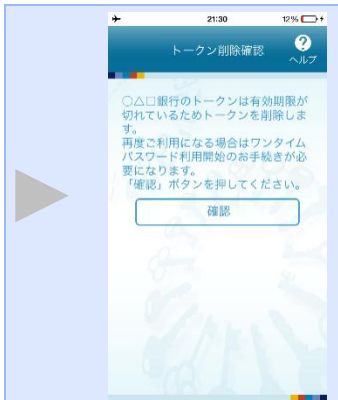 21:30
12%
トークン削除確認
?
ヘルプ
○△□銀行のトークンは有効期限が
切れているためトークンを削除しま
す。
再度ご利用になる場合はワンタイム
パスワード利用開始のお手続きが必
要になります。
「確認」ボタンを押してください。
確認